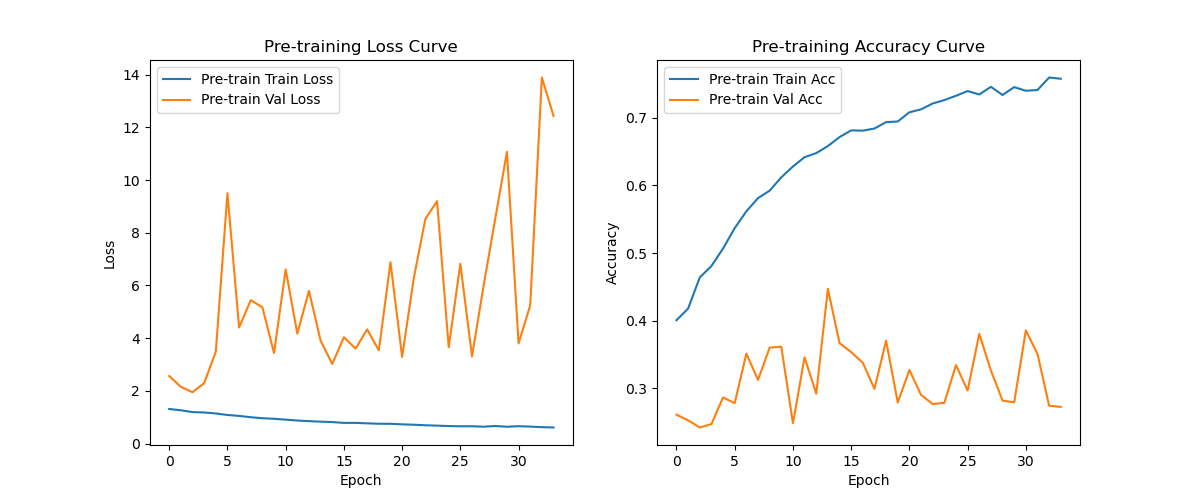 Pre-training Loss Curve
Pre-train Train Loss
Pre-train Val Loss
14
12
10
8
6
4
2
0
Loss
0 5 10 15 20 25 30
Epoch
Pre-training Accuracy Curve
Pre-train Train Acc
Pre-train Val Acc
0.7
0.6
0.5
0.4
0.3
Accuracy
0 5 10 15 20 25 30
Epoch